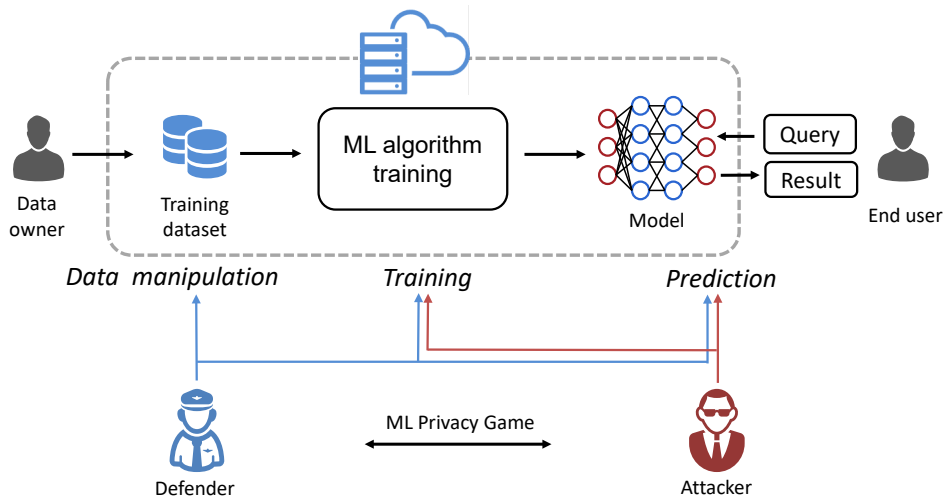 ML algorithm
training
Query
Result
Data
owner
Training
dataset
Model
End user
Data manipulation
Training
Prediction
ML Privacy Game
Defender
Attacker